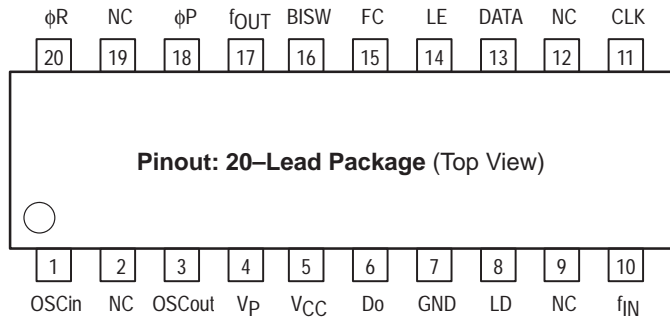 ϕR NC ϕP fOUT BISW FC LE DATA NC CLK
20 19 18 17 16 15 14 13 12 11
Pinout: 20–Lead Package (Top View)
1 2 3 4 5 6 7 8 9 10
OSCin NC OSCout VP VCC Do GND LD NC fIN